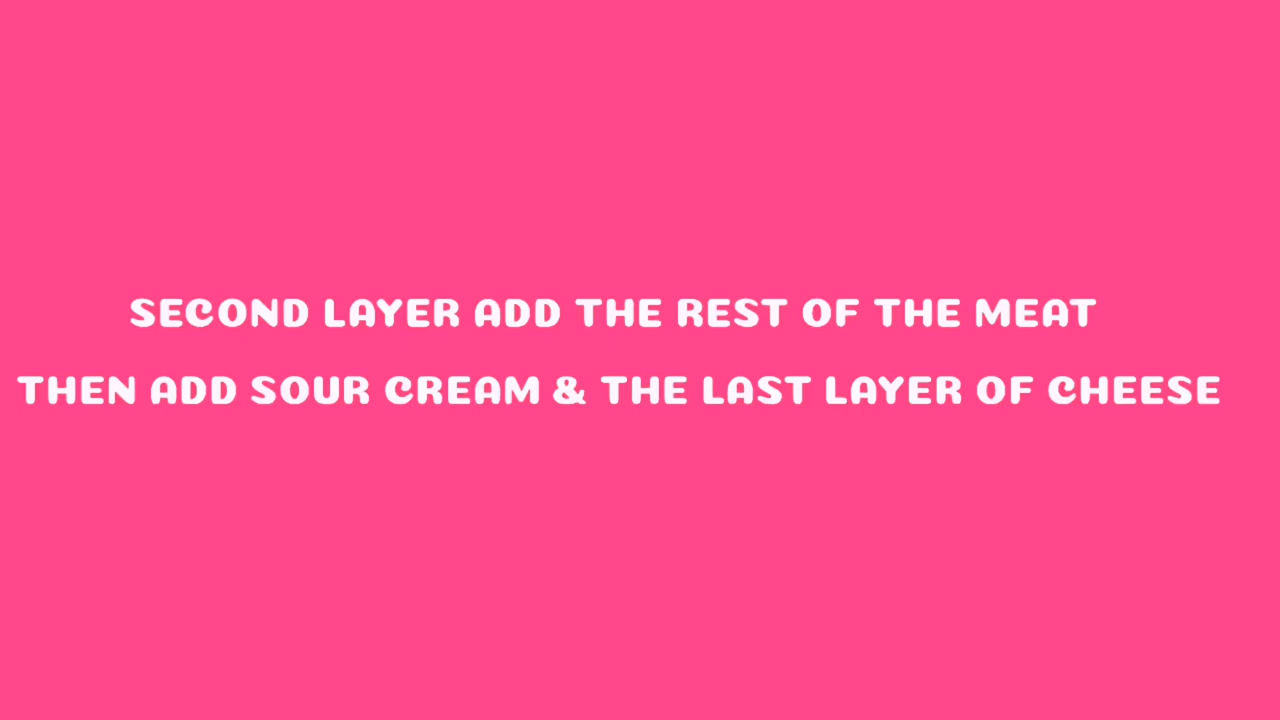 SECOND LAYER ADD THE REST OF THE MEAT
THEN ADD SOUR CREAM & THE LAST LAYER OF CHEESE